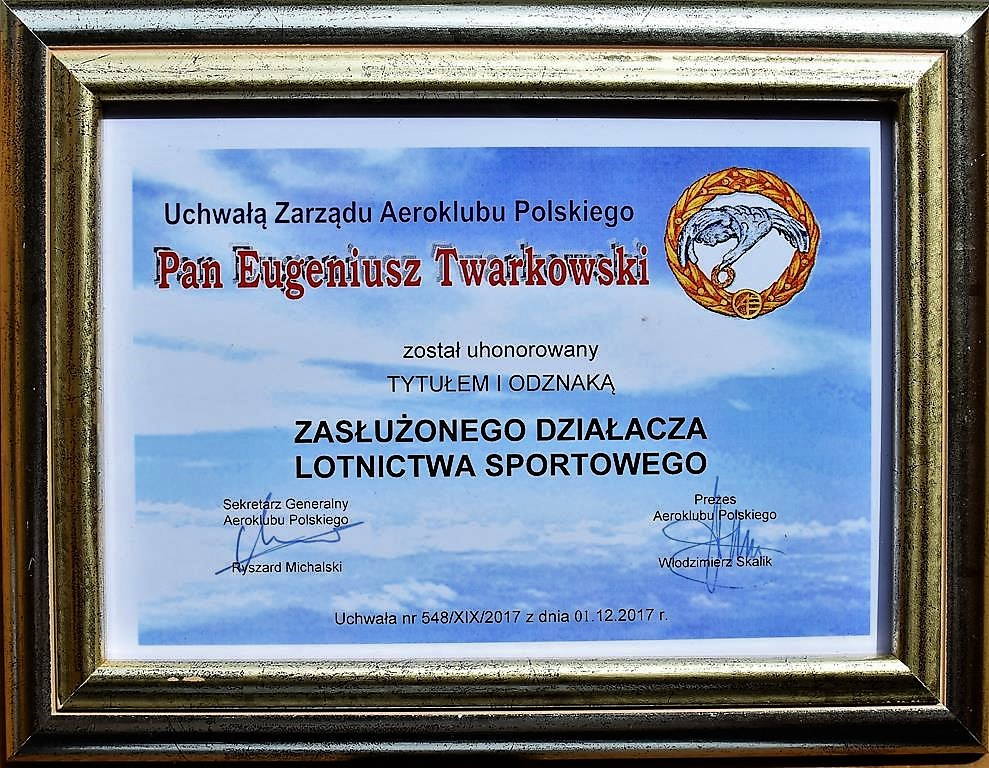 Uchwałą Zarządu Aeroklubu Polskiego
Pan Eugeniusz Twarkowski
został uhonorowany
TYTUŁEM I ODZNAKĄ
ZASŁUŻONEGO DZIAŁACZA
LOTNICTWA SPORTOWEGO
Sekretarz Generalny
Aeroklubu Polskiego
Ryszard Michalski
Prezes
Aeroklubu Polskiego
Włodzimierz Skalik
Uchwała nr 548/XIX/2017 z dnia 01.12.2017 r.